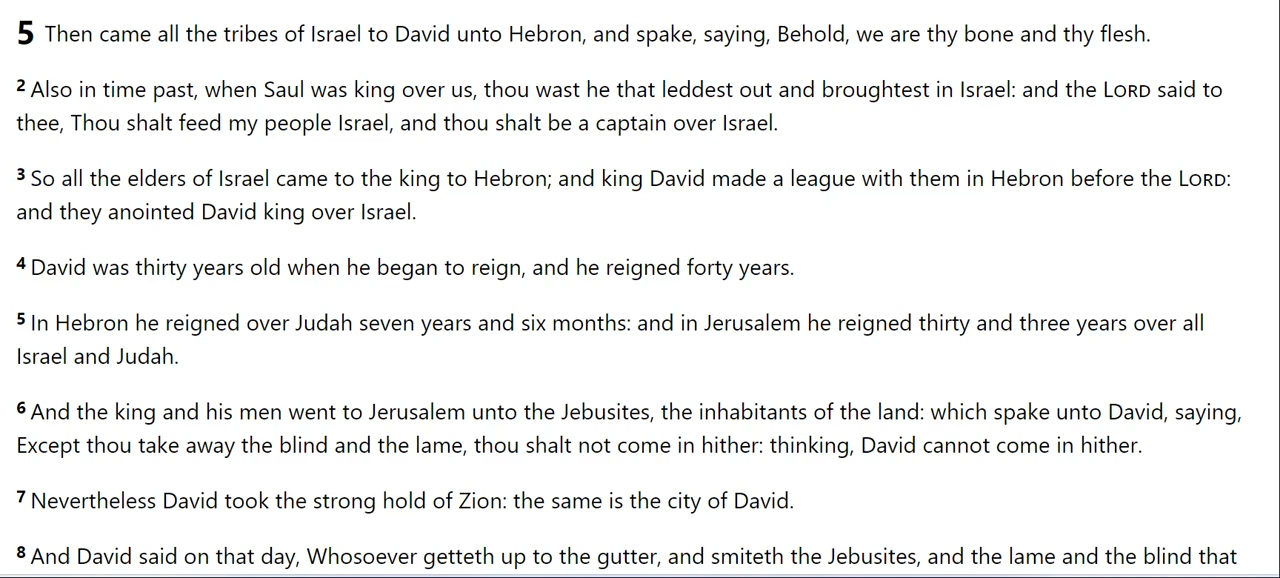 5 Then came all the tribes of Israel to David unto Hebron, and spake, saying, Behold, we are thy bone and thy flesh.
2 Also in time past, when Saul was king over us, thou wast he that leddest out and broughtest in Israel: and the LORD said to
thee, Thou shalt feed my people Israel, and thou shalt be a captain over Israel.
3 So all the elders of Israel came to the king to Hebron; and king David made a league with them in Hebron before the LORD:
and they anointed David king over Israel.
4 David was thirty years old when he began to reign, and he reigned forty years.
5 In Hebron he reigned over Judah seven years and six months: and in Jerusalem he reigned thirty and three years over all
Israel and Judah.
6 And the king and his men went to Jerusalem unto the Jebusites, the inhabitants of the land: which spake unto David, saying,
Except thou take away the blind and the lame, thou shalt not come in hither: thinking, David cannot come in hither.
7 Nevertheless David took the strong hold of Zion: the same is the city of David.
8 And David said on that day, Whosoever getteth up to the gutter, and smiteth the Jebusites, and the lame and the blind that